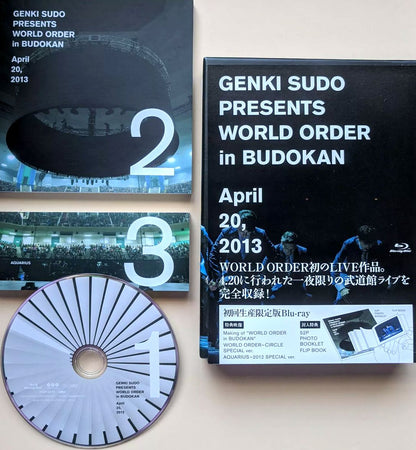 GENKI SUDO
PRESENTS
WORLD ORDER
in BUDOKAN
April
20,
2013
2
AQUARIUS
3
1
GENKI SUDO
PRESENTS
WORLD ORDER
in BUDOKAN
April
20,
2013
GENKI SUDO
PRESENTS
WORLD ORDER
in BUDOKAN
April
20,
2013
Blu-ray
WORLD ORDER初のLIVE作品。
4.20に行われた一夜限りの武道館ライブを
完全収録!
初回生産限定版Blu-ray
特典映像
Making of "WORLD ORDER
in BUDOKAN"
WORLD ORDER-CIRCLE
SPECIAL ver.
AQUARIUS-2013 SPECIAL ver.
封入特典
52P
PHOTO
BOOKLET
FLIP BOOK